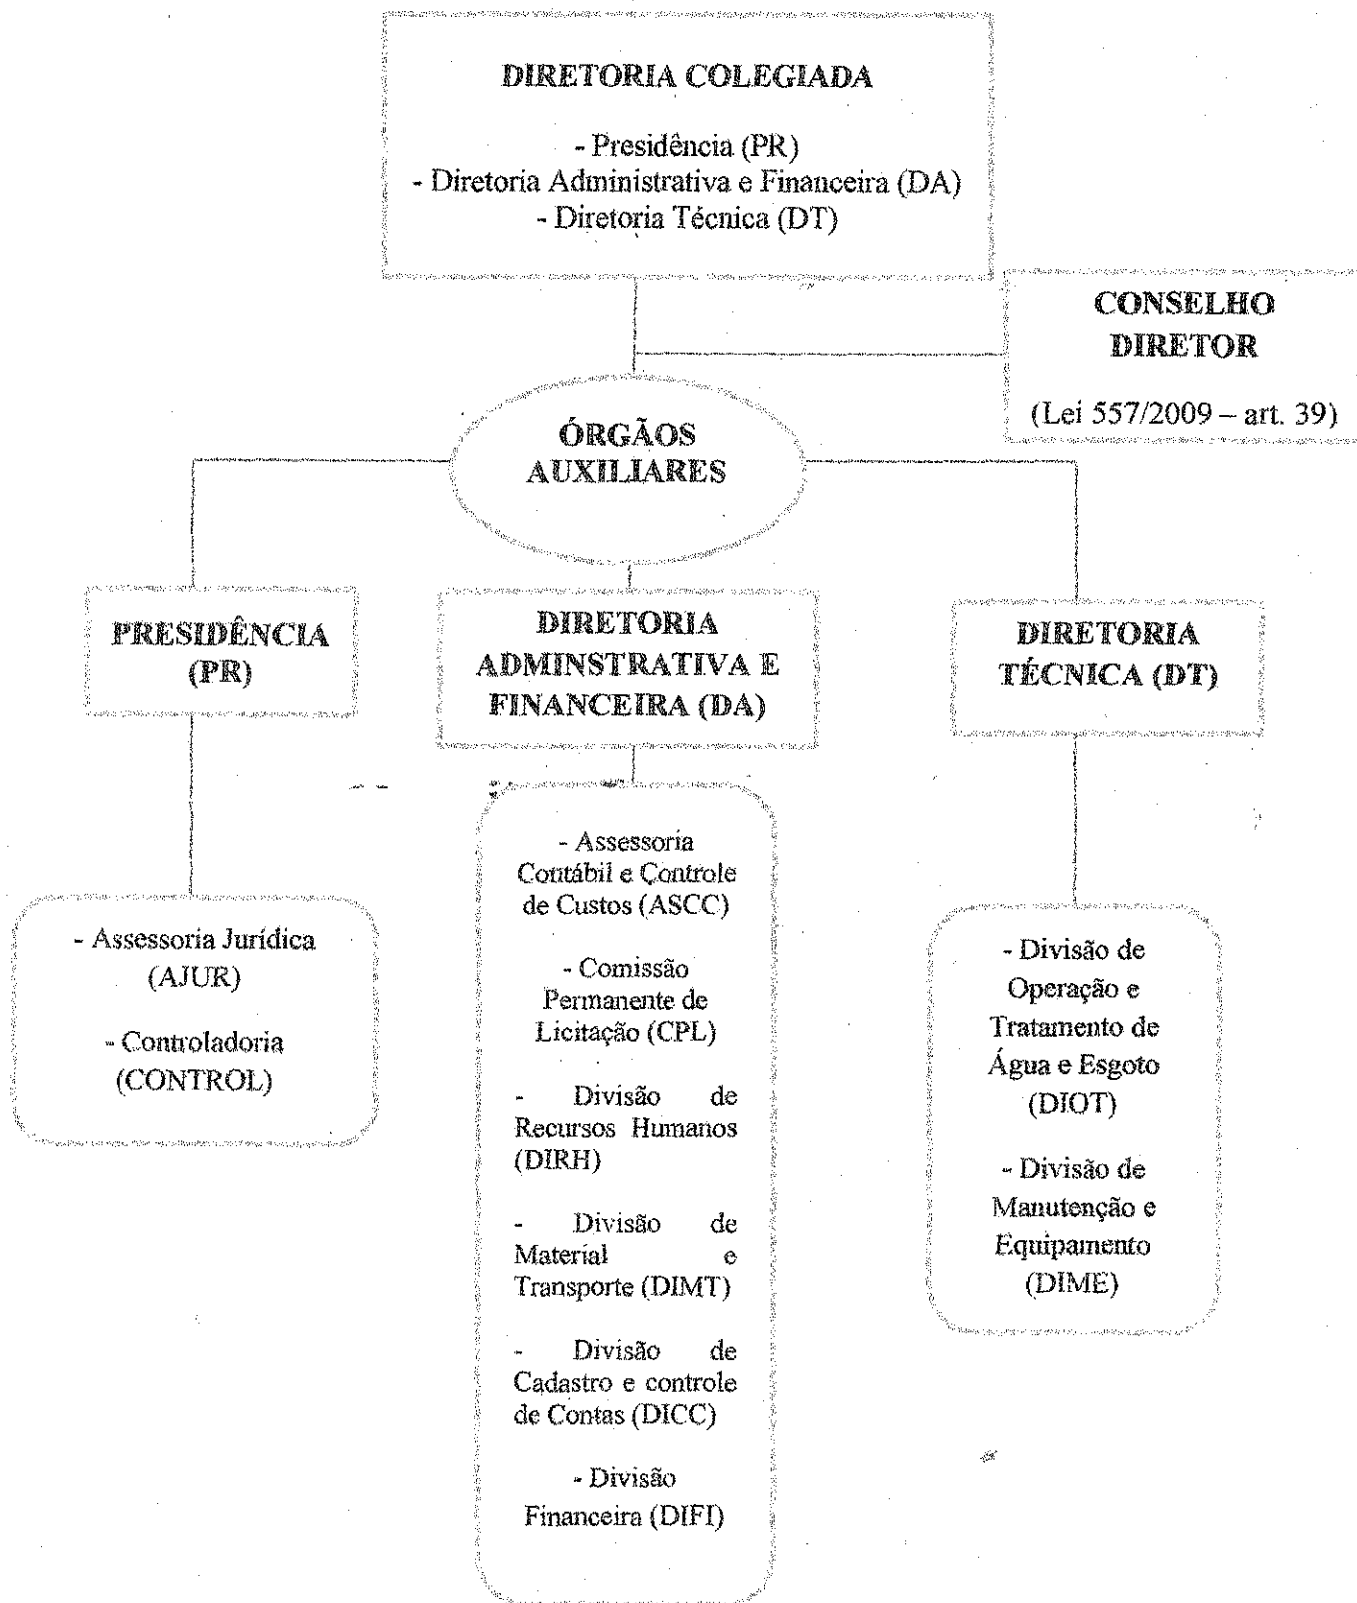 DIRETORIA COLEGIADA
- Presidência (PR)
- Diretoria Administrativa e Financeira (DA)
- Diretoria Técnica (DT)
CONSELHO
DIRETOR
(Lei 557/2009 – art. 39)
ÓRGÃOS
AUXILIARES
PRESIDÊNCIA
(PR)
DIRETORIA
ADMINSTRATIVA E
FINANCEIRA (DA)
DIRETORIA
TÉCNICA (DT)
- Assessoria Jurídica
(AJUR)
- Controladoria
(CONTROL)
- Assessoria
Contábil e Controle
de Custos (ASCC)
- Comissão
Permanente de
Licitação (CPL)
- Divisão de
Recursos Humanos
(DIRH)
- Divisão de
Material e
Transporte (DIMT)
- Divisão de
Cadastro e controle
de Contas (DICC)
- Divisão
Financeira (DIFI)
- Divisão de
Operação e
Tratamento de
Água e Esgoto
(DIOT)
- Divisão de
Manutenção e
Equipamento
(DIME)